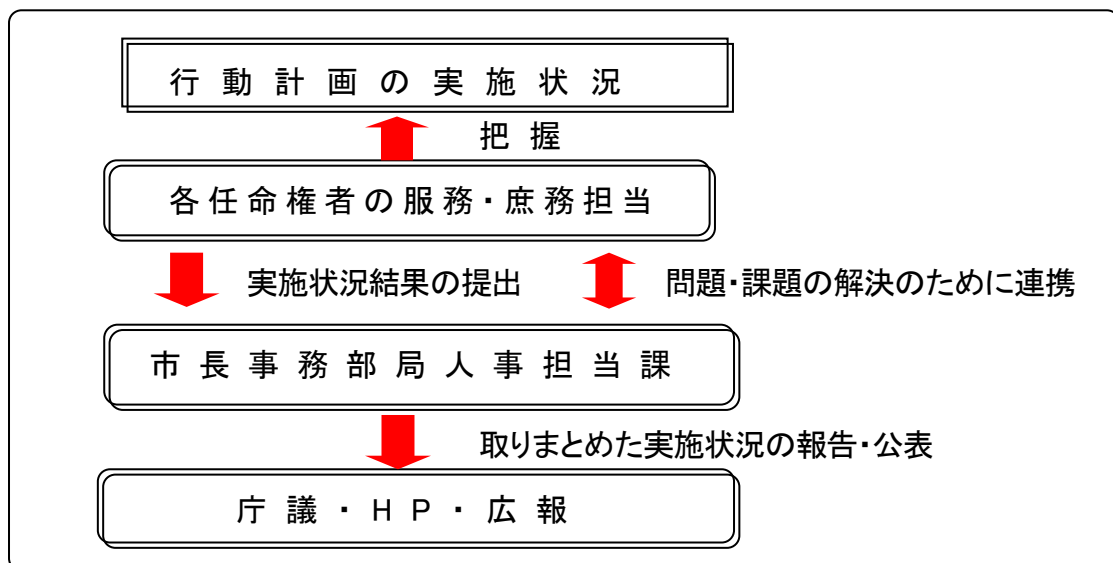 行動計画の実施状況
把握
各任命権者の服務・庶務担当
実施状況結果の提出
問題・課題の解決のために連携
市長事務部局人事担当課
取りまとめた実施状況の報告・公表
庁議・HP・広報